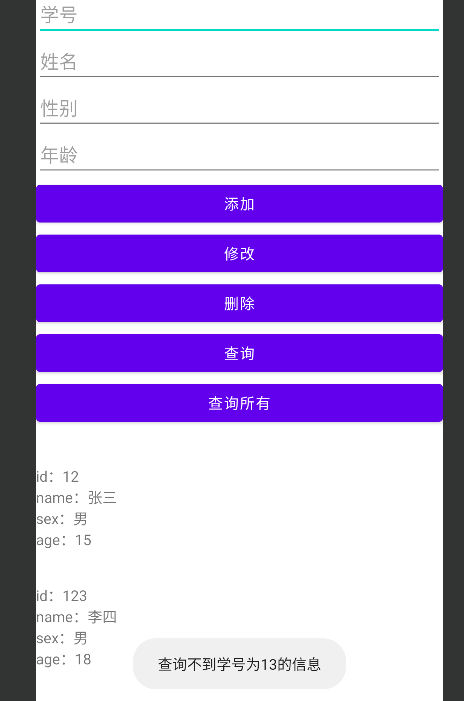 学号
姓名
性别
年龄
添加
修改
删除
查询
查询所有
id：12
name：张三
sex：男
age：15
id：123
name：李四
sex：男
age：18
查询不到学号为13的信息